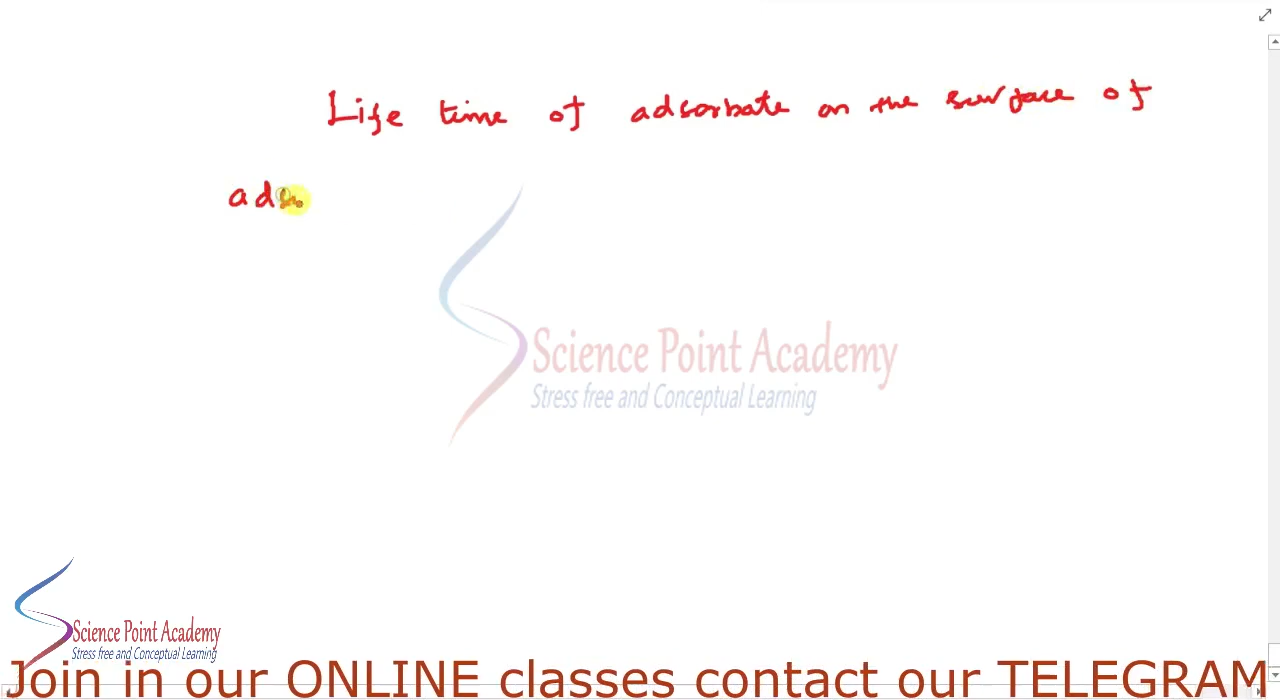 Life time of adsorbate on the surface of
Science Point Academy
Stress free and Conceptual Learning
Science Point Academy
Stress free and Conceptual Learning
Join in our ONLINE classes contact our TELEGRAM